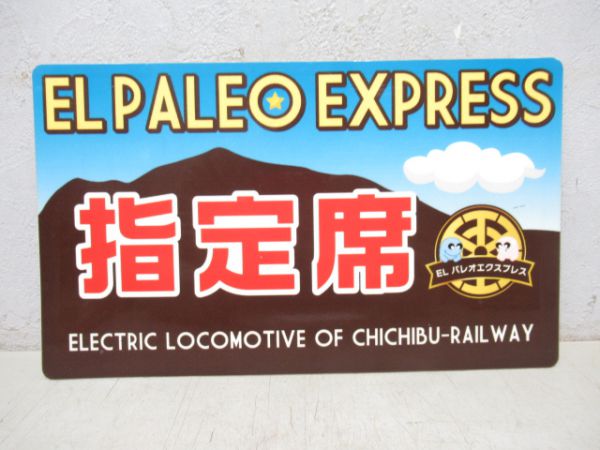 EL PALEO EXPRESS
指定席
EL パレオエクスプレス
ELECTRIC LOCOMOTIVE OF CHICHIBU-RAILWAY